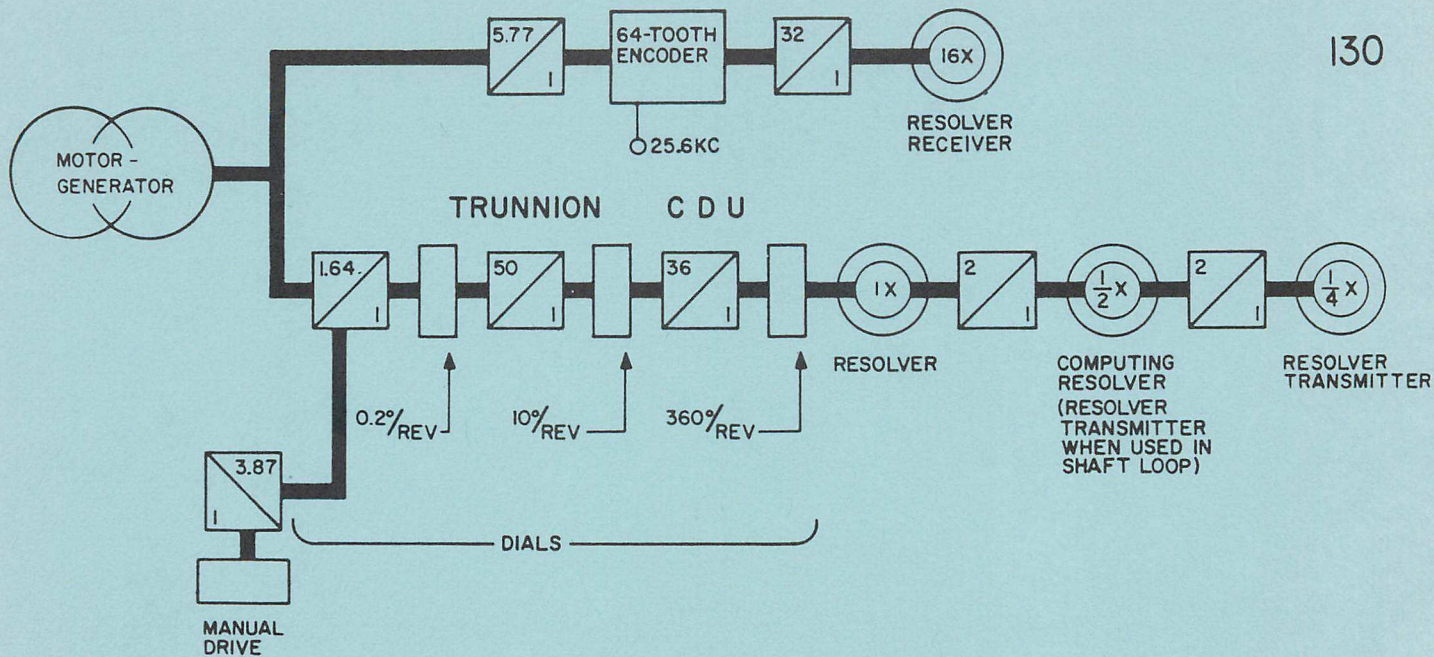 130
5.77
1
64-TOOTH
ENCODER
32
1
16X
RESOLVER
RECEIVER
25.6KC
MOTOR -
GENERATOR
TRUNNION CDU
1.64
1
50
1
36
1
1X
2
1
1/2 X
2
1
1/4 X
RESOLVER
COMPUTING
RESOLVER
(RESOLVER
TRANSMITTER
WHEN USED IN
SHAFT LOOP)
RESOLVER
TRANSMITTER
0.2°/REV
10°/REV
360°/REV
3.87
1
DIALS
MANUAL
DRIVE